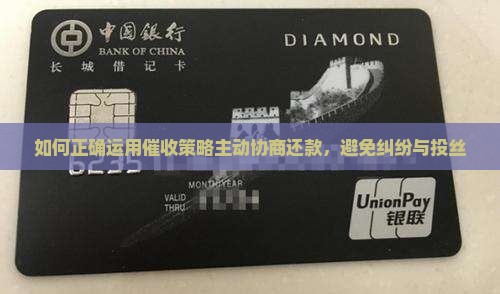 中国银行
DIAMOND
BANK OF CHINA
长城借记卡
如何正确运用催收策略主动协商还款，避免纠纷与投丝
6235
MONTH/YEAR
VALID
THRU
UnionPay
银联